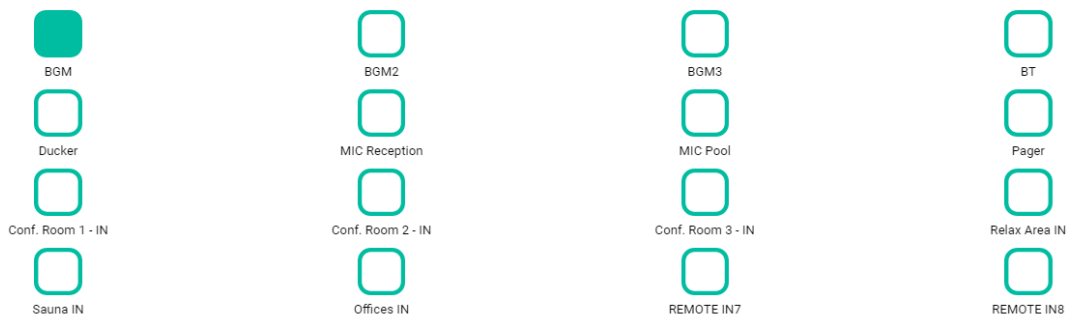 BGM
BGM2
BGM3
BT
Ducker
MIC Reception
MIC Pool
Pager
Conf. Room 1 - IN
Conf. Room 2 - IN
Conf. Room 3 - IN
Relax Area IN
Sauna IN
Offices IN
REMOTE IN7
REMOTE IN8